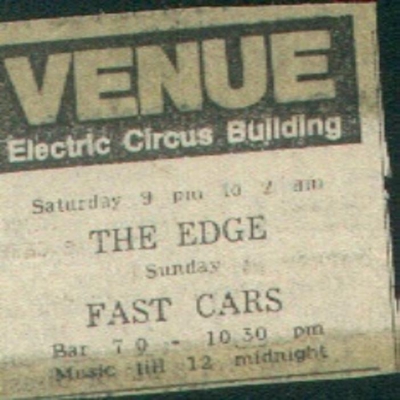 VENUE
Electric Circus Building
Saturday 9 pm to 2 am
THE EDGE
Sunday
FAST CARS
Bar 7 0 - 10 30 pm
Music till 12 midnight